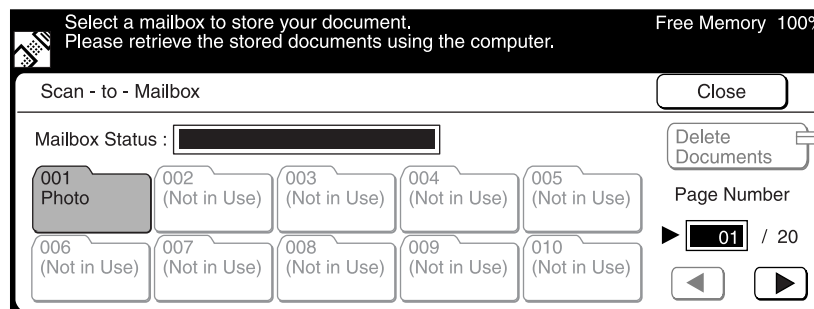 Select a mailbox to store your document.
Please retrieve the stored documents using the computer.
Free Memory 100%
Scan - to - Mailbox
Close
Mailbox Status :
Delete
Documents
001
Photo
002
(Not in Use)
003
(Not in Use)
004
(Not in Use)
005
(Not in Use)
Page Number
01 / 20
006
(Not in Use)
007
(Not in Use)
008
(Not in Use)
009
(Not in Use)
010
(Not in Use)